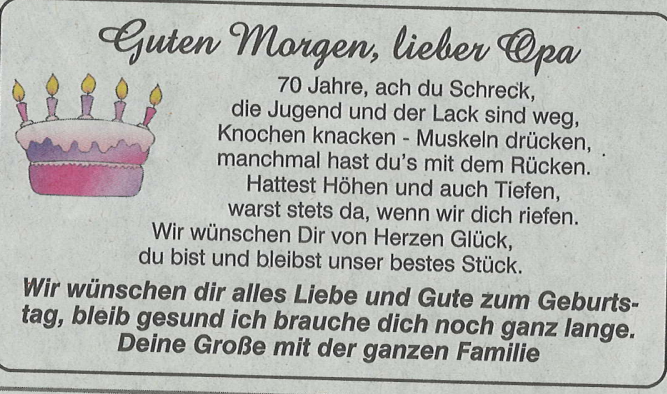 Guten Morgen, lieber Opa
70 Jahre, ach du Schreck,
die Jugend und der Lack sind weg,
Knochen knacken - Muskeln drücken,
manchmal hast du's mit dem Rücken.
Hattest Höhen und auch Tiefen,
warst stets da, wenn wir dich riefen.
Wir wünschen Dir von Herzen Glück,
du bist und bleibst unser bestes Stück.
Wir wünschen dir alles Liebe und Gute zum Geburts-
tag, bleib gesund ich brauche dich noch ganz lange.
Deine Große mit der ganzen Familie